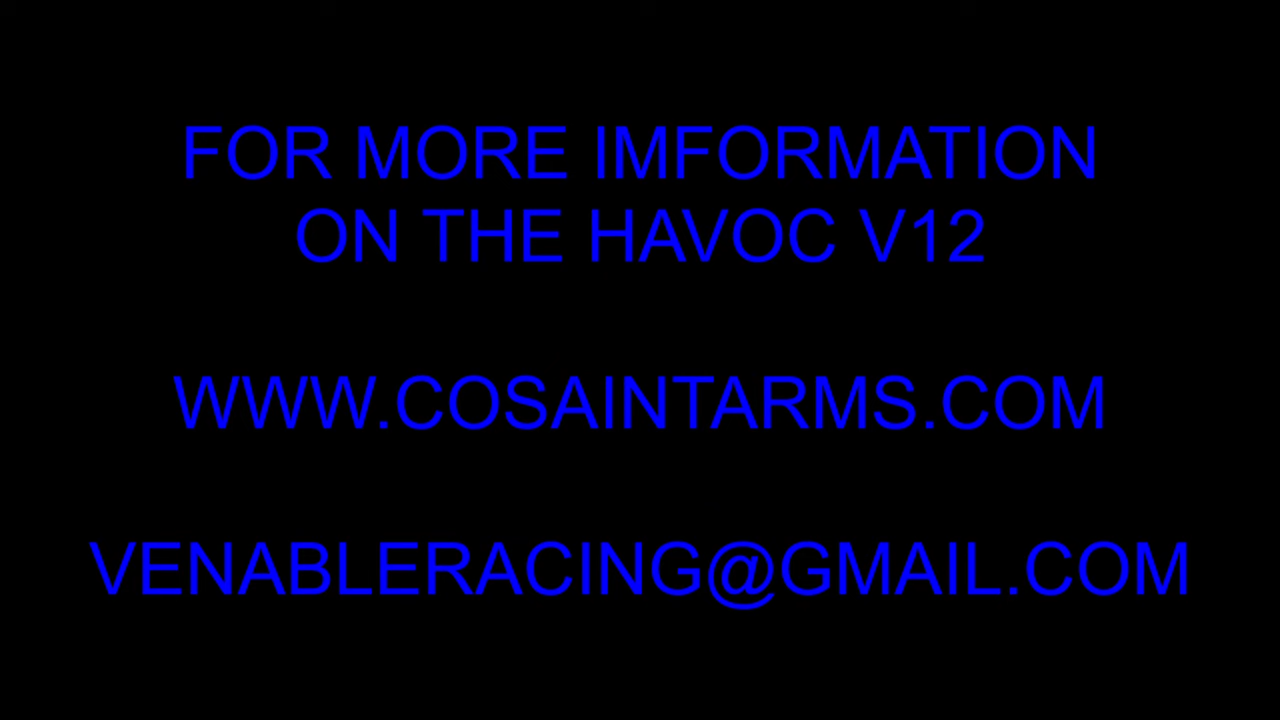 FOR MORE IMFORMATION
ON THE HAVOC V12
WWW.COSAINTARMS.COM
VENABLERACING@GMAIL.COM